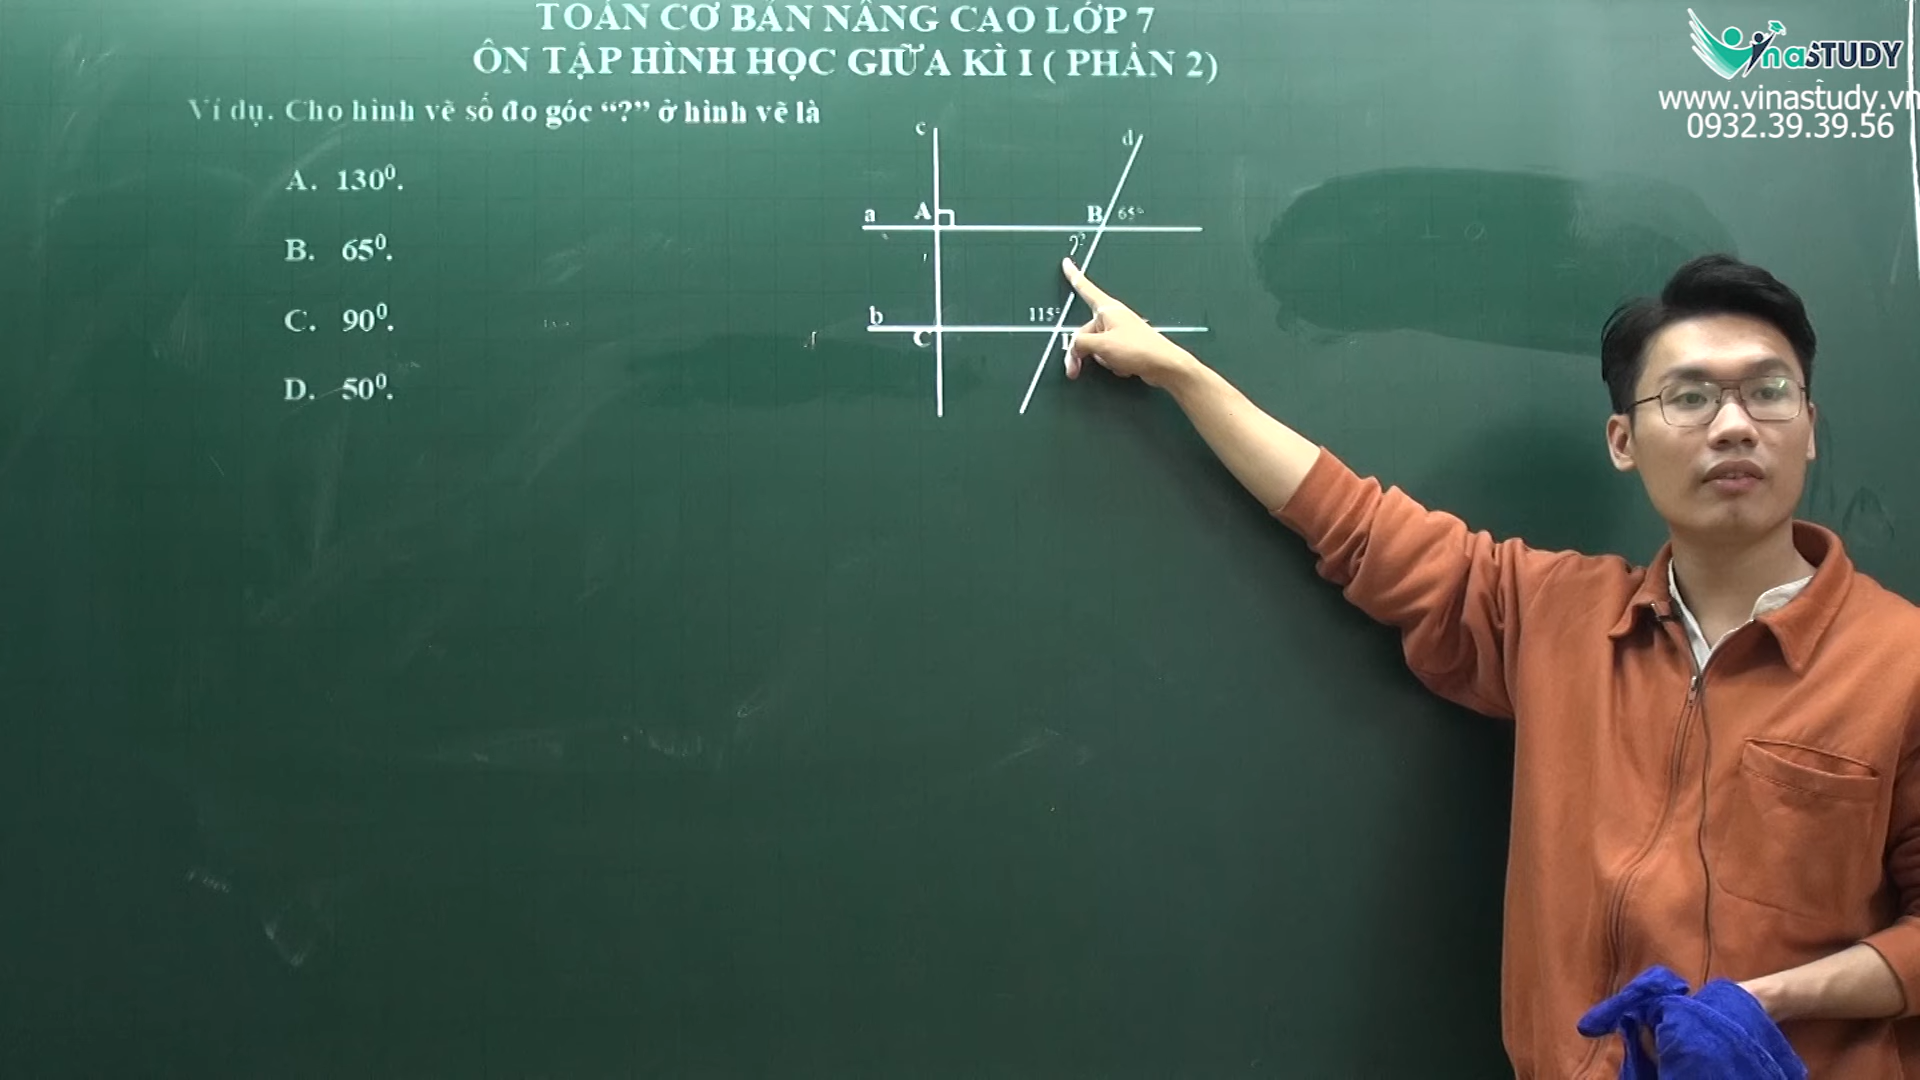 TOÁN CƠ BẢN NÂNG CAO LỚP 7
ÔN TẬP HÌNH HỌC GIỮA KÌ I ( PHẦN 2)
VinaSTUDY
www.vinastudy.vn
0932.39.39.56
Ví dụ. Cho hình vẽ số đo góc “?” ở hình vẽ là
A. 130⁰.
B. 65⁰.
C. 90⁰.
D. 50⁰.
c
d
a
A
B
65°
?
b
115°
C